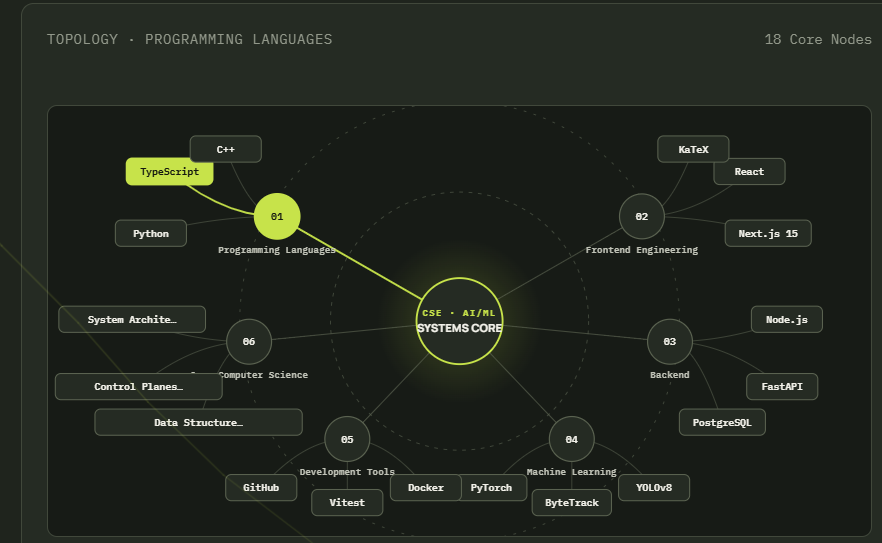 TOPOLOGY · PROGRAMMING LANGUAGES
18 Core Nodes
C++
TypeScript
Python
01
Programming Languages
KaTeX
React
Next.js 15
02
Frontend Engineering
CSE · AI/ML
SYSTEMS CORE
System Archite…
Control Planes…
Data Structure…
06
Computer Science
Node.js
FastAPI
PostgreSQL
03
Backend
05
Development Tools
GitHub
Vitest
Docker
04
Machine Learning
PyTorch
ByteTrack
YOLOv8